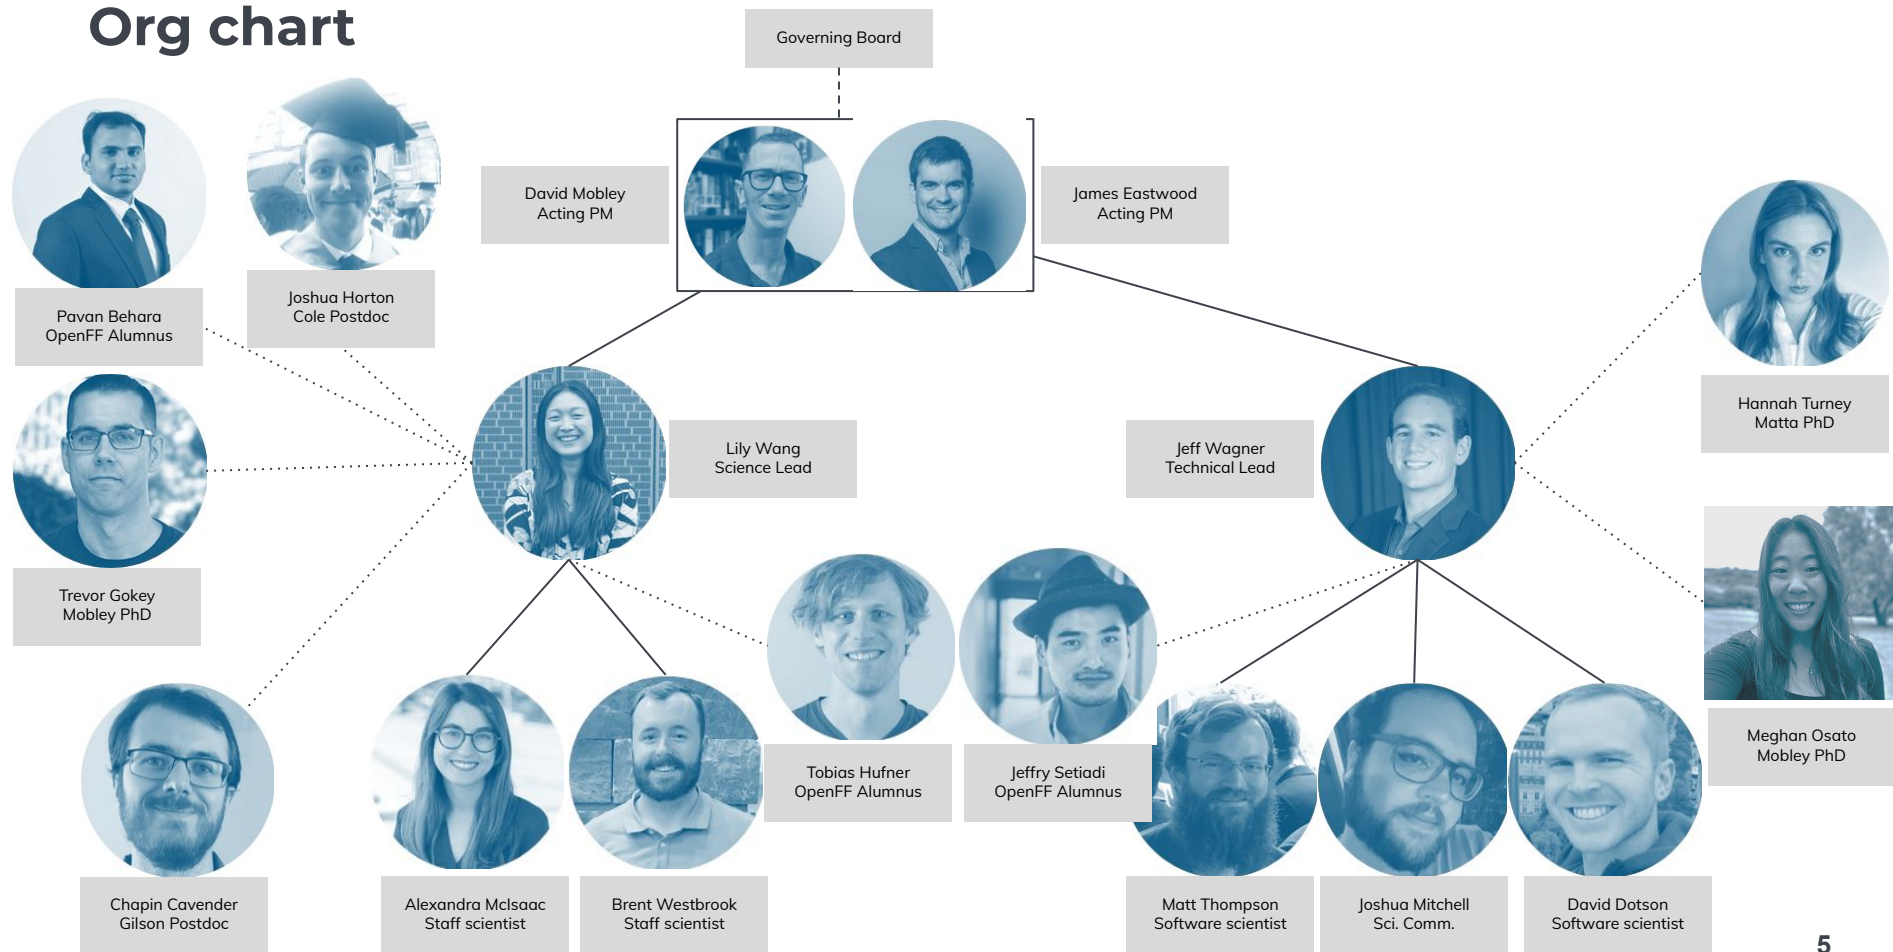 Org chart
Governing Board
David Mobley
Acting PM
James Eastwood
Acting PM
Pavan Behara
OpenFF Alumnus
Joshua Horton
Cole Postdoc
Hannah Turney
Matta PhD
Lily Wang
Science Lead
Jeff Wagner
Technical Lead
Trevor Gokey
Mobley PhD
Meghan Osato
Mobley PhD
Tobias Hufner
OpenFF Alumnus
Jeffry Setiadi
OpenFF Alumnus
Chapin Cavender
Gilson Postdoc
Alexandra McIsaac
Staff scientist
Brent Westbrook
Staff scientist
Matt Thompson
Software scientist
Joshua Mitchell
Sci. Comm.
David Dotson
Software scientist
5